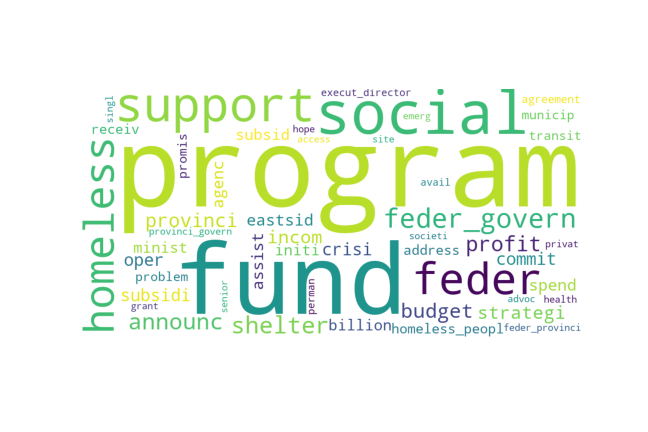 execut_director
agreement
singl
support
social
emerg
municip
receiv
subsid
hope
access
site
transit
homeless
promis
program
agenc
avail
provinci
eastsid
feder_govern
provinci_govern
incom
societi
profit
privat
minist
assist
initi
crisi
address
commit
oper
fund
feder
problem
spend
subsidi
senior
perman
advoc
health
grant
budget
strategi
announc
shelter
billion
homeless_peopl
feder_provinci